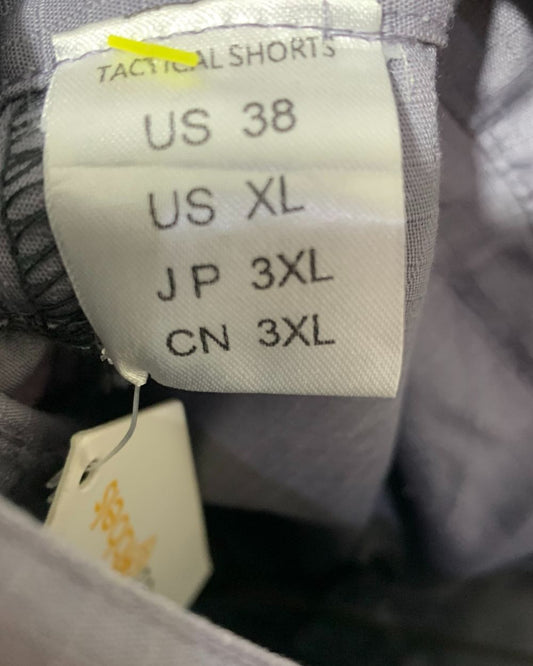 TACTICAL SHORTS
US 38
US XL
JP 3XL
CN 3XL